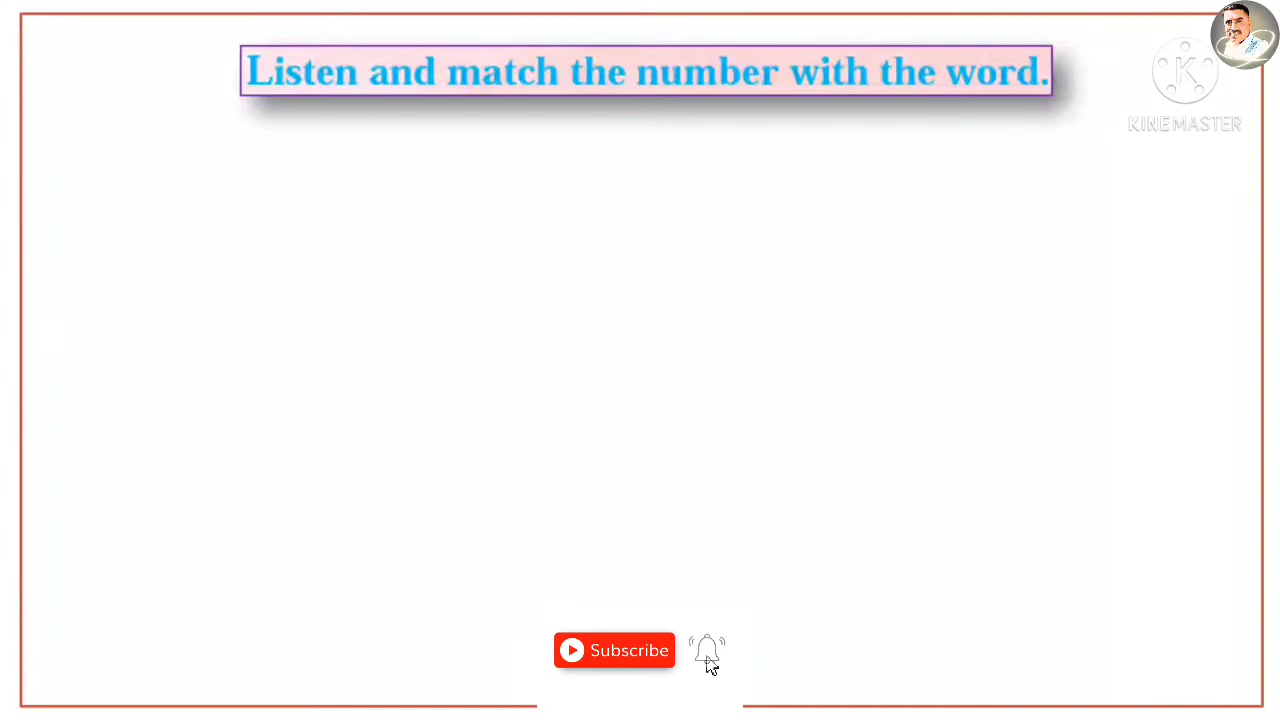 Listen and match the number with the word.
KINEMASTER
Subscribe